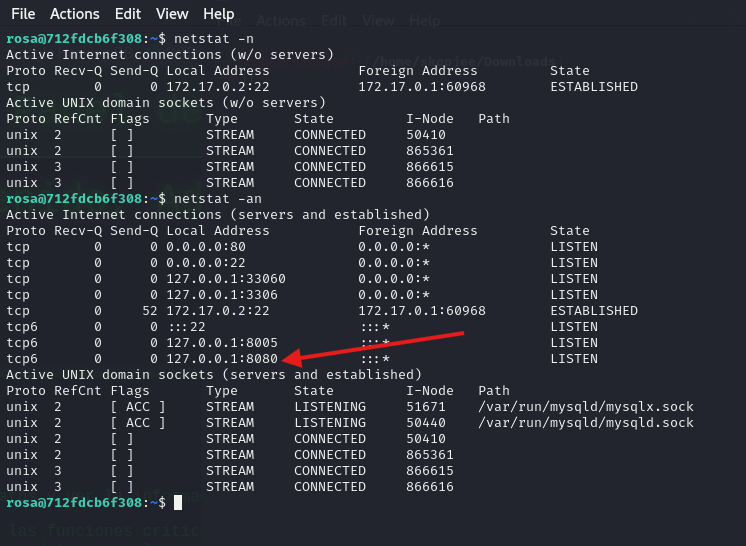 File Actions Edit View Help
rosa@712fdcb6f308:~$ netstat -n
Active Internet connections (w/o servers)
Proto Recv-Q Send-Q Local Address           Foreign Address         State
tcp        0      0 172.17.0.2:22           172.17.0.1:60968        ESTABLISHED
Active UNIX domain sockets (w/o servers)
Proto RefCnt Flags       Type       State         I-Node   Path
unix  2      [ ]         STREAM     CONNECTED     50410
unix  2      [ ]         STREAM     CONNECTED     865361
unix  3      [ ]         STREAM     CONNECTED     866615
unix  3      [ ]         STREAM     CONNECTED     866616
rosa@712fdcb6f308:~$ netstat -an
Active Internet connections (servers and established)
Proto Recv-Q Send-Q Local Address           Foreign Address         State
tcp        0      0 0.0.0.0:80              0.0.0.0:*               LISTEN
tcp        0      0 0.0.0.0:22              0.0.0.0:*               LISTEN
tcp        0      0 127.0.0.1:33060         0.0.0.0:*               LISTEN
tcp        0      0 127.0.0.1:3306          0.0.0.0:*               LISTEN
tcp        0     52 172.17.0.2:22           172.17.0.1:60968        ESTABLISHED
tcp6       0      0 :::22                   :::*                    LISTEN
tcp6       0      0 127.0.0.1:8005          :::*                    LISTEN
tcp6       0      0 127.0.0.1:8080          :::*                    LISTEN
Active UNIX domain sockets (servers and established)
Proto RefCnt Flags       Type       State         I-Node   Path
unix  2      [ ACC ]     STREAM     LISTENING     51671    /var/run/mysqld/mysqlx.sock
unix  2      [ ACC ]     STREAM     LISTENING     50440    /var/run/mysqld/mysqld.sock
unix  2      [ ]         STREAM     CONNECTED     50410
unix  2      [ ]         STREAM     CONNECTED     865361
unix  3      [ ]         STREAM     CONNECTED     866615
unix  3      [ ]         STREAM     CONNECTED     866616
rosa@712fdcb6f308:~$
las funciones critic